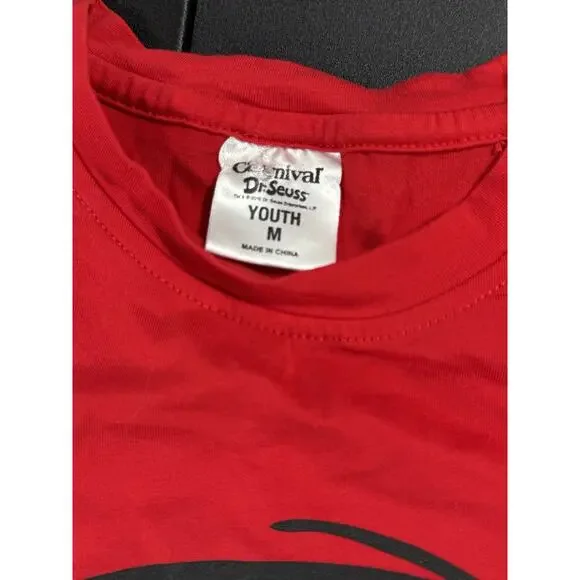 Carnival
Dr. Seuss
YOUTH
M
MADE IN CHINA